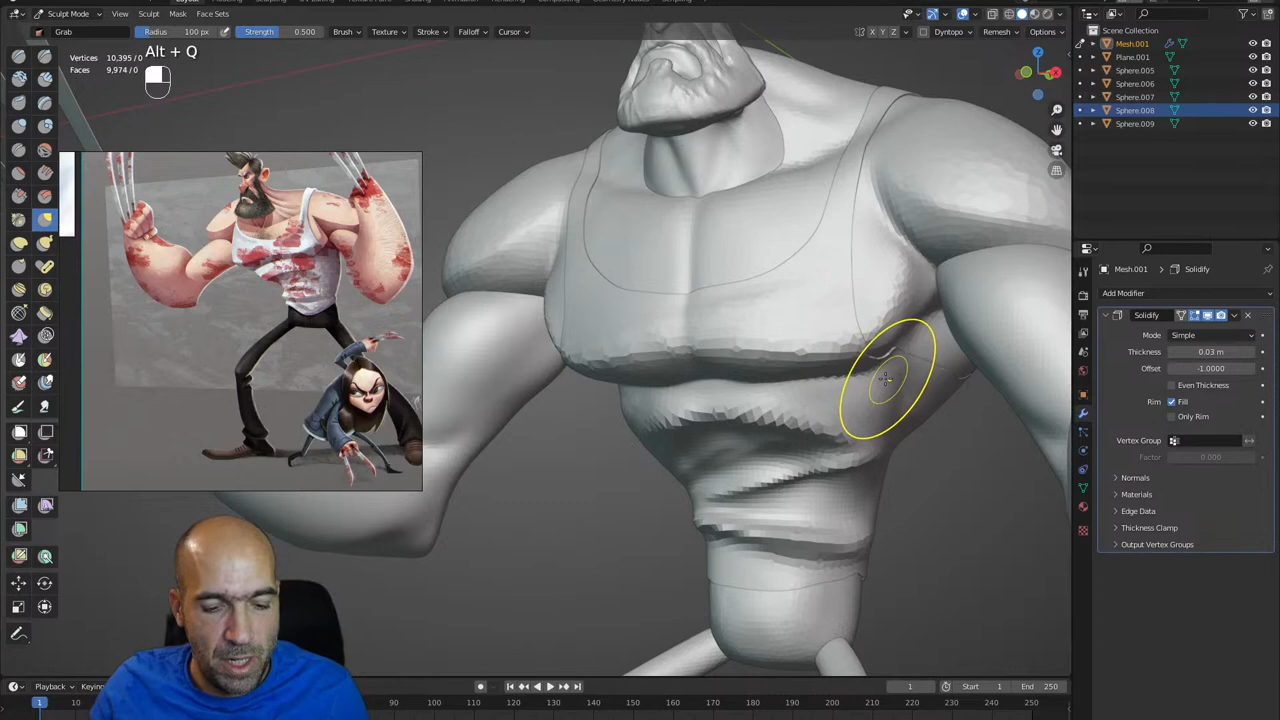 Sculpt Mode View Sculpt Mask Face Sets
Grab Radius 100 px Strength 0.500 Brush Texture Stroke Falloff Cursor X Y Z Dyntopo Remesh Options
Alt + Q
Vertices 10,395 / 0
Faces 9,974 / 0
Scene Collection
Mesh.001
Plane.001
Sphere.005
Sphere.006
Sphere.007
Sphere.008
Sphere.009
Mesh.001 Solidify
Add Modifier
Solidify
Mode Simple
Thickness 0.03 m
Offset -1.0000
Even Thickness
Rim Fill
Only Rim
Vertex Group
Factor 0.000
Normals
Materials
Edge Data
Thickness Clamp
Output Vertex Groups
Playback Keying 1 Start 1 End 250
1 10 90 100 110 120 130 140 150 160 170 180 190 200 210 220 230 240 250